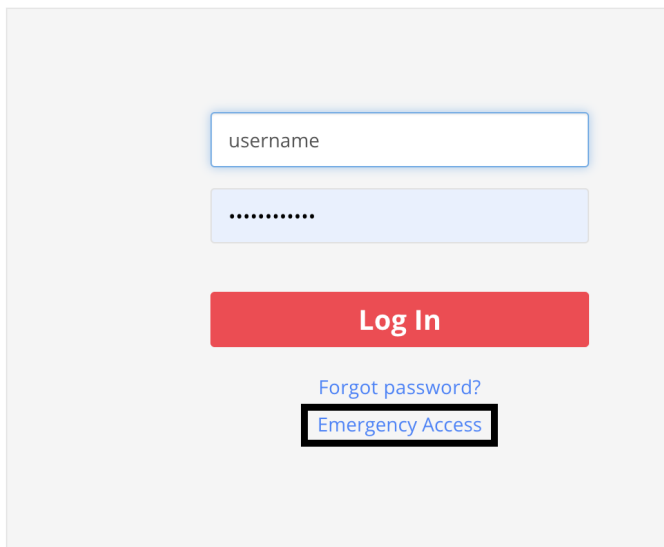 username
••••••••••••
Log In
Forgot password?
Emergency Access